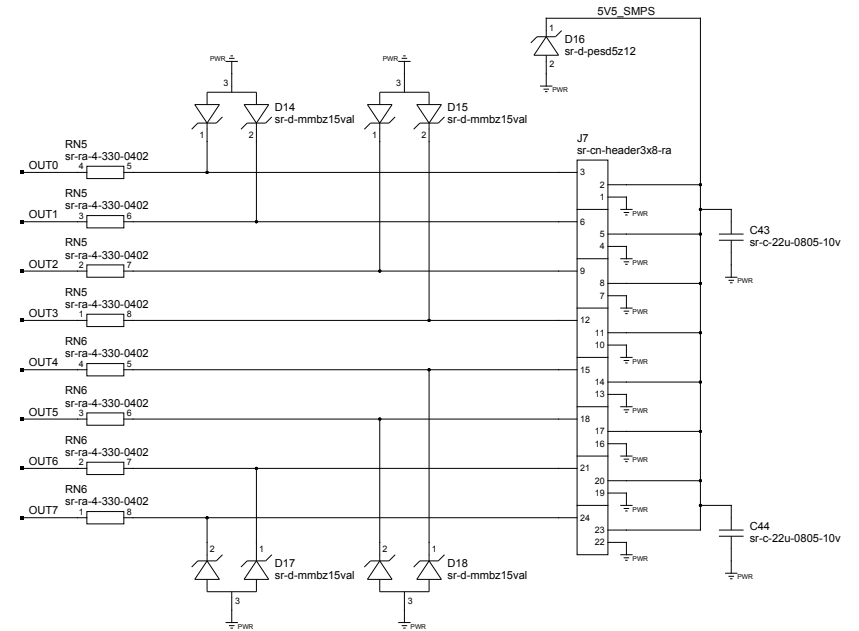 5V5_SMPS
1
D16
sr-d-pesd5z12
2
PWR
PWR
3
D14
sr-d-mmbz15val
1
2
PWR
3
D15
sr-d-mmbz15val
1
2
J7
sr-cn-header3x8-ra
RN5
sr-ra-4-330-0402
OUT0
4
5
3
2
1
PWR
RN5
sr-ra-4-330-0402
OUT1
3
6
6
5
4
PWR
C43
sr-c-22u-0805-10v
PWR
RN5
sr-ra-4-330-0402
OUT2
2
7
9
8
7
PWR
RN5
sr-ra-4-330-0402
OUT3
1
8
12
11
10
PWR
RN6
sr-ra-4-330-0402
OUT4
4
5
15
14
13
PWR
RN6
sr-ra-4-330-0402
OUT5
3
6
18
17
16
PWR
RN6
sr-ra-4-330-0402
OUT6
2
7
21
20
19
PWR
RN6
sr-ra-4-330-0402
OUT7
1
8
24
23
22
PWR
C44
sr-c-22u-0805-10v
PWR
2
1
D17
sr-d-mmbz15val
3
PWR
2
1
D18
sr-d-mmbz15val
3
PWR